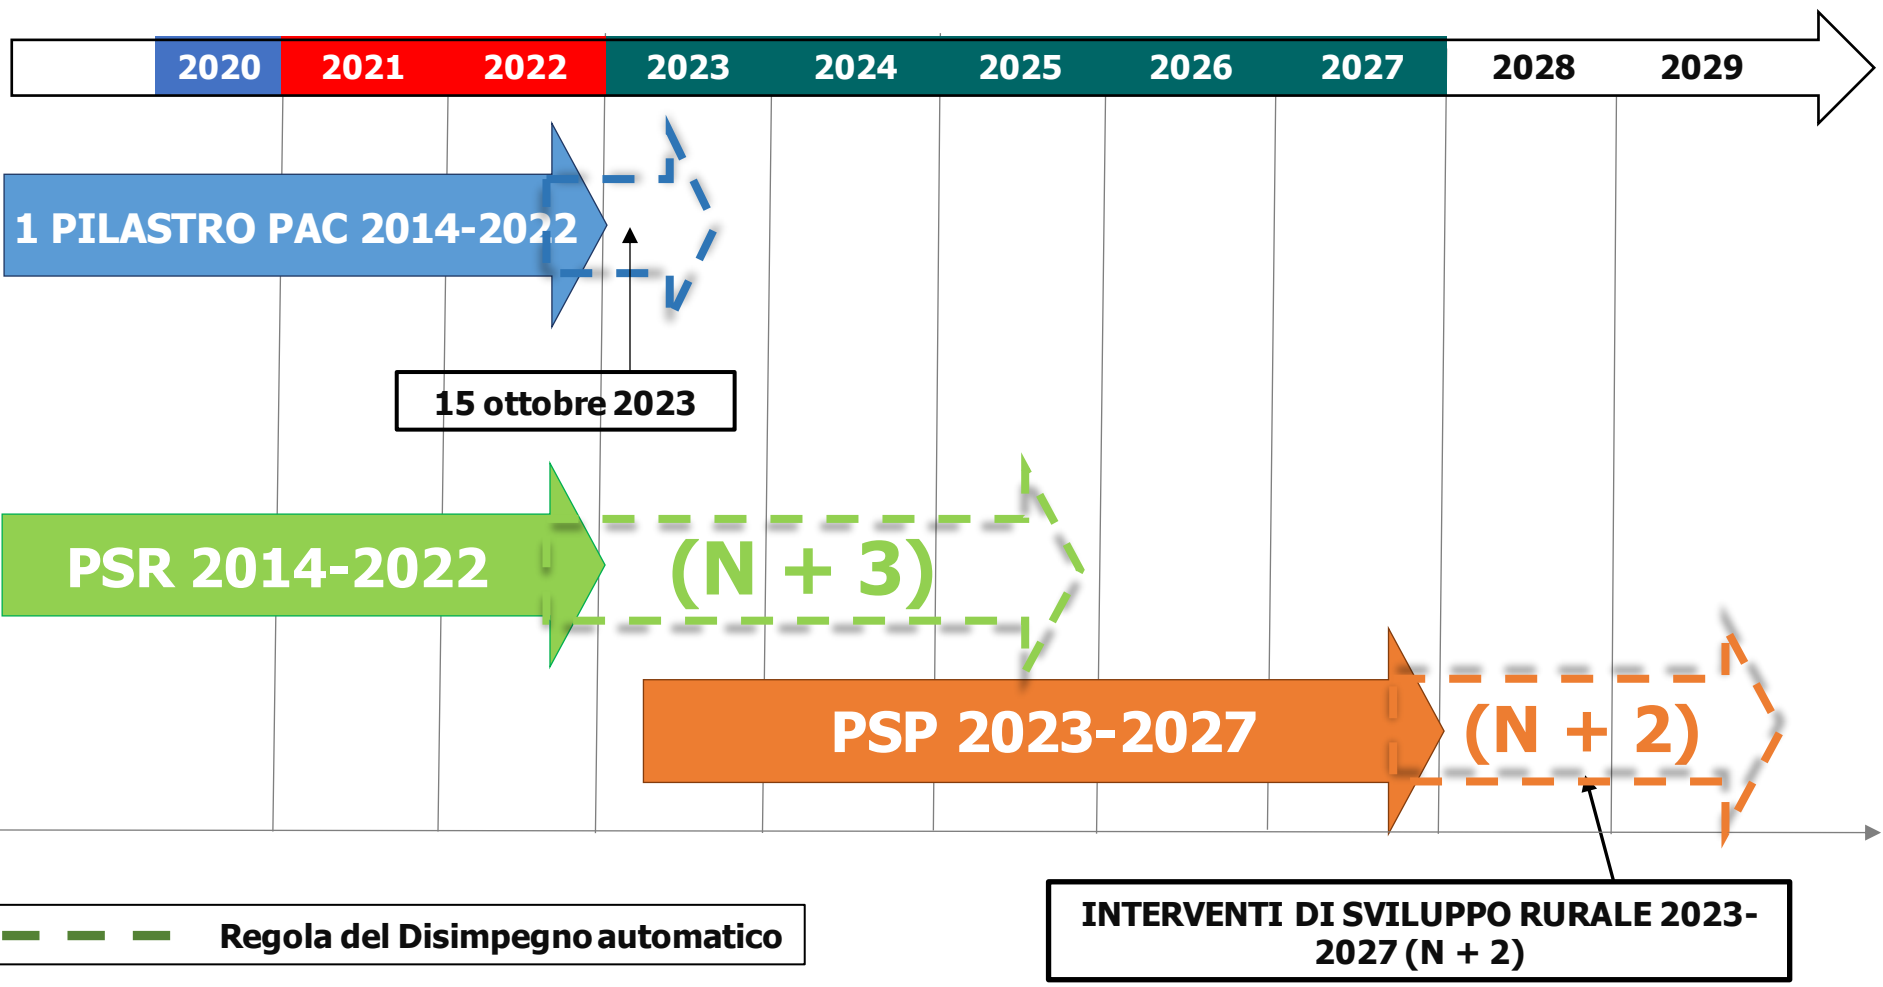 2020 2021 2022 2023 2024 2025 2026 2027 2028 2029
1 PILASTRO PAC 2014-2022
15 ottobre 2023
PSR 2014-2022
(N + 3)
PSP 2023-2027
(N + 2)
INTERVENTI DI SVILUPPO RURALE 2023-
2027 (N + 2)
Regola del Disimpegno automatico